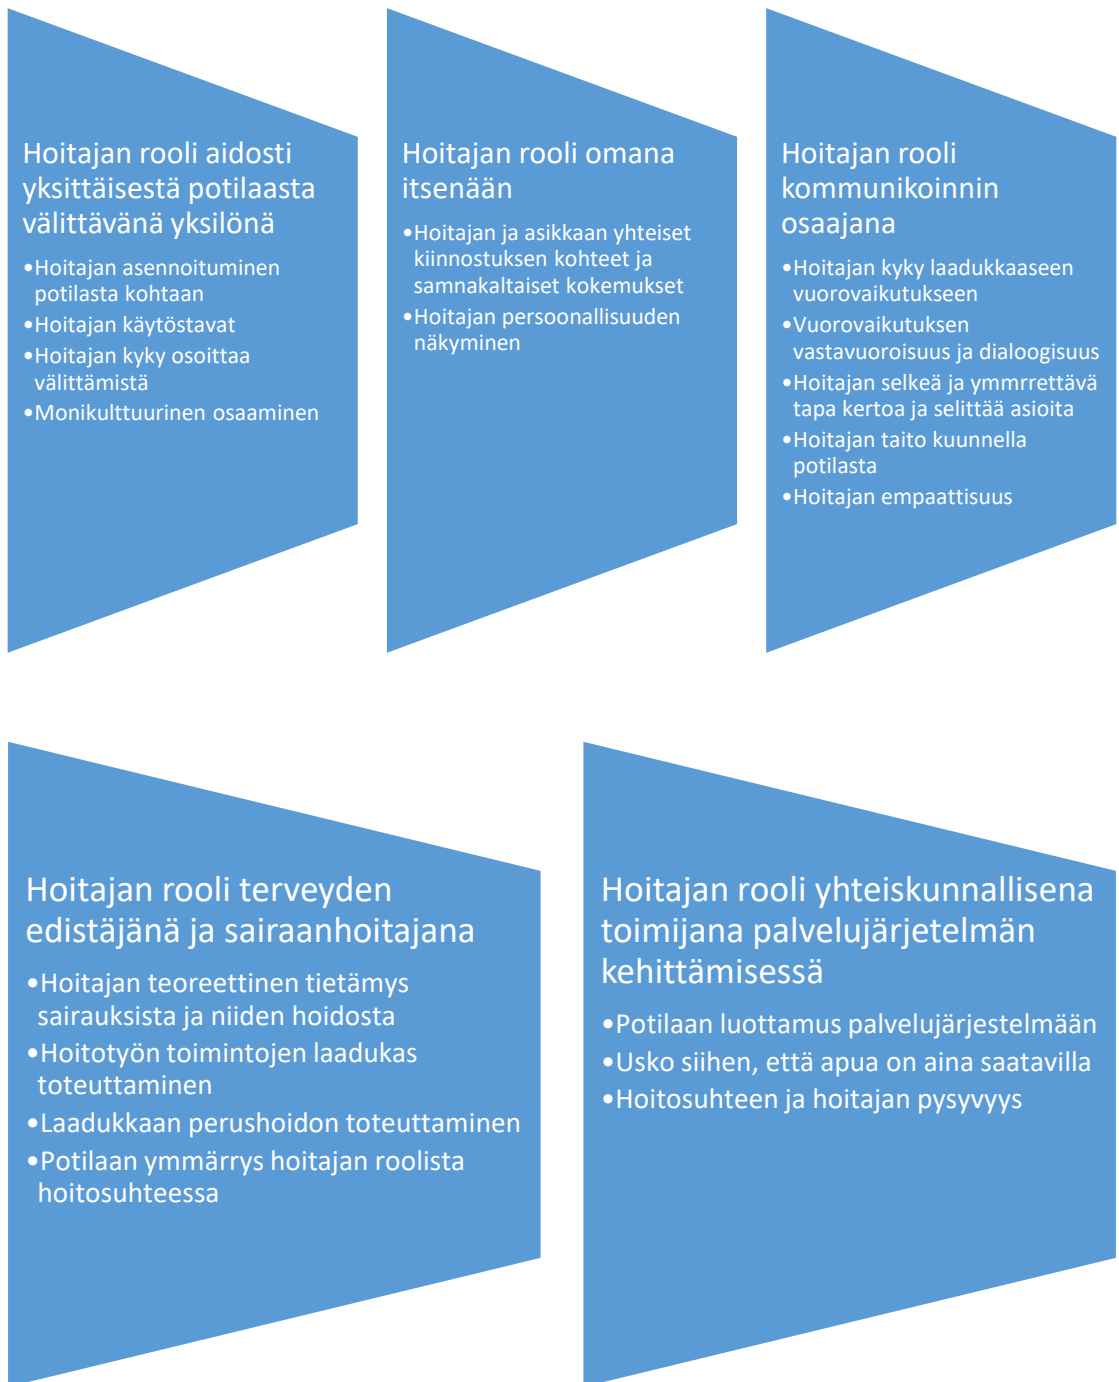 Hoitajan rooli aidosti
yksittäisestä potilaasta
välittävänä yksilönä
•Hoitajan asennoituminen
potilasta kohtaan
•Hoitajan käytöstavat
•Hoitajan kyky osoittaa
välittämistä
•Monikulttuurinen osaaminen
Hoitajan rooli omana
itsenään
•Hoitajan ja asikkaan yhteiset
kiinnostuksen kohteet ja
samnakaltaiset kokemukset
•Hoitajan persoonallisuuden
näkyminen
Hoitajan rooli
kommunikoinnin
osaajana
•Hoitajan kyky laadukkaaseen
vuorovaikutukseen
•Vuorovaikutuksen
vastavuoroisuus ja dialoogisuus
•Hoitajan selkeä ja ymmrrettävä
tapa kertoa ja selittää asioita
•Hoitajan taito kuunnella
potilasta
•Hoitajan empaattisuus
Hoitajan rooli terveyden
edistäjänä ja sairaanhoitajana
•Hoitajan teoreettinen tietämys
sairauksista ja niiden hoidosta
•Hoitotyön toimintojen laadukas
toteuttaminen
•Laadukkaan perushoidon toteuttaminen
•Potilaan ymmärrys hoitajan roolista
hoitosuhteessa
Hoitajan rooli yhteiskunnallisena
toimijana palvelujärjetelmän
kehittämisessä
•Potilaan luottamus palvelujärjestelmään
•Usko siihen, että apua on aina saatavilla
•Hoitosuhteen ja hoitajan pysyvyys